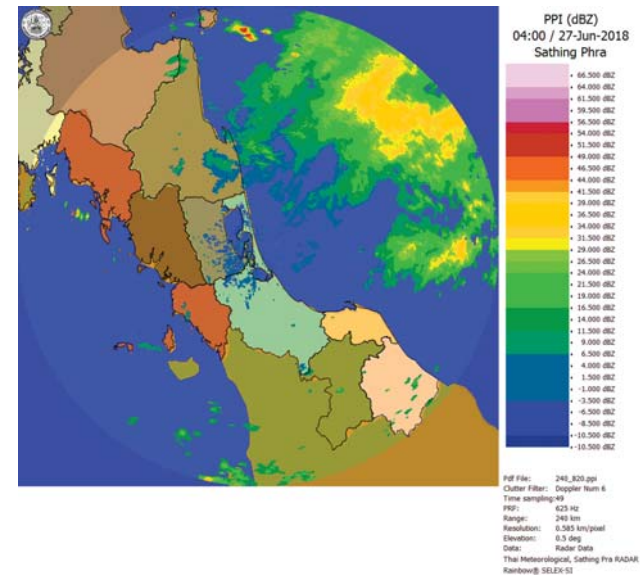 PPI (dBZ)
04:00 / 27-Jun-2018
Sathing Phra
66.500 dBZ
64.000 dBZ
61.500 dBZ
59.000 dBZ
56.500 dBZ
54.000 dBZ
51.500 dBZ
49.000 dBZ
46.500 dBZ
44.000 dBZ
41.500 dBZ
39.000 dBZ
36.500 dBZ
34.000 dBZ
31.500 dBZ
29.000 dBZ
26.500 dBZ
24.000 dBZ
21.500 dBZ
19.000 dBZ
16.500 dBZ
14.000 dBZ
11.500 dBZ
9.000 dBZ
6.500 dBZ
4.000 dBZ
1.500 dBZ
-1.000 dBZ
-3.500 dBZ
-6.500 dBZ
-8.500 dBZ
-10.500 dBZ
-10.500 dBZ
Pdf File: 240_820.ppi
Clutter Filter: Doppler Num 6
Time sampling:49
PRF: 625 Hz
Range: 240 km
Resolution: 0.585 km/pixel
Elevation: 0.5 deg
Data: Radar Data
Thai Meteorological, Sathing Pra RADAR
Rainbow® SELEX-SI